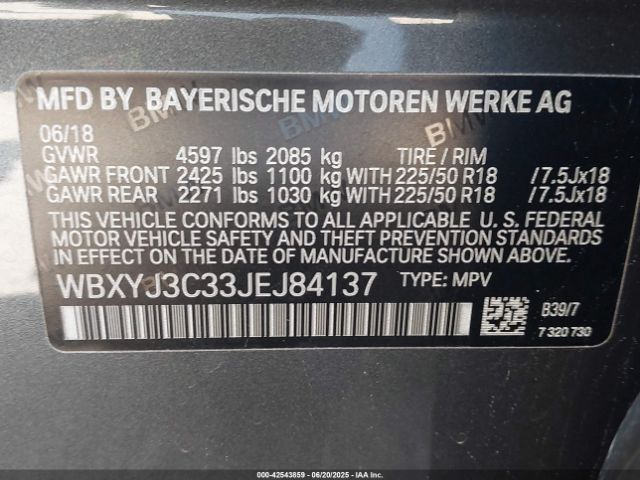 MFD BY BAYERISCHE MOTOREN WERKE AG
06/18
GVWR 4597 lbs 2085 kg TIRE / RIM
GAWR FRONT 2425 lbs 1100 kg WITH 225/50 R18 /7.5Jx18
GAWR REAR 2271 lbs 1030 kg WITH 225/50 R18 /7.5Jx18
THIS VEHICLE CONFORMS TO ALL APPLICABLE U. S. FEDERAL
MOTOR VEHICLE SAFETY AND THEFT PREVENTION STANDARDS
IN EFFECT ON THE DATE OF MANUFACTURE SHOWN ABOVE.
WBXYJ3C33JEJ84137 TYPE: MPV
B39/7
7 320 730
000-42543859 | 06/20/2025 | IAA Inc.